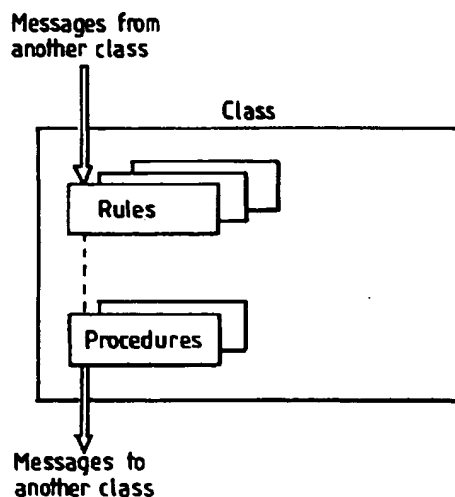 Messages from
another class
Class
Rules
Procedures
Messages to
another class